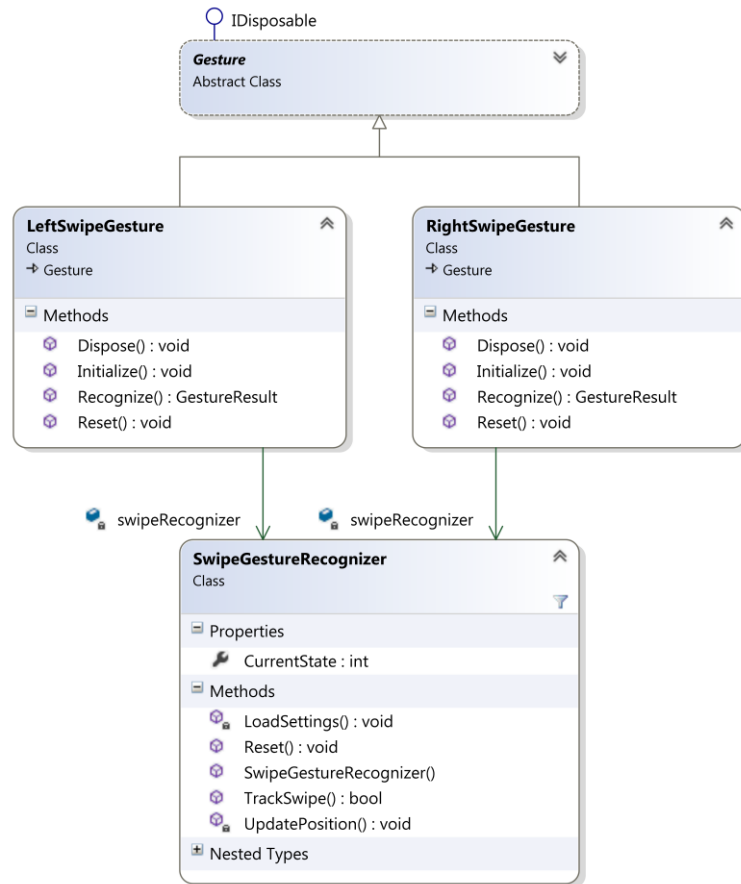 IDisposable
Gesture
Abstract Class
LeftSwipeGesture
Class
Gesture
Methods
Dispose() : void
Initialize() : void
Recognize() : GestureResult
Reset() : void
RightSwipeGesture
Class
Gesture
Methods
Dispose() : void
Initialize() : void
Recognize() : GestureResult
Reset() : void
swipeRecognizer
swipeRecognizer
SwipeGestureRecognizer
Class
Properties
CurrentState : int
Methods
LoadSettings() : void
Reset() : void
SwipeGestureRecognizer()
TrackSwipe() : bool
UpdatePosition() : void
Nested Types